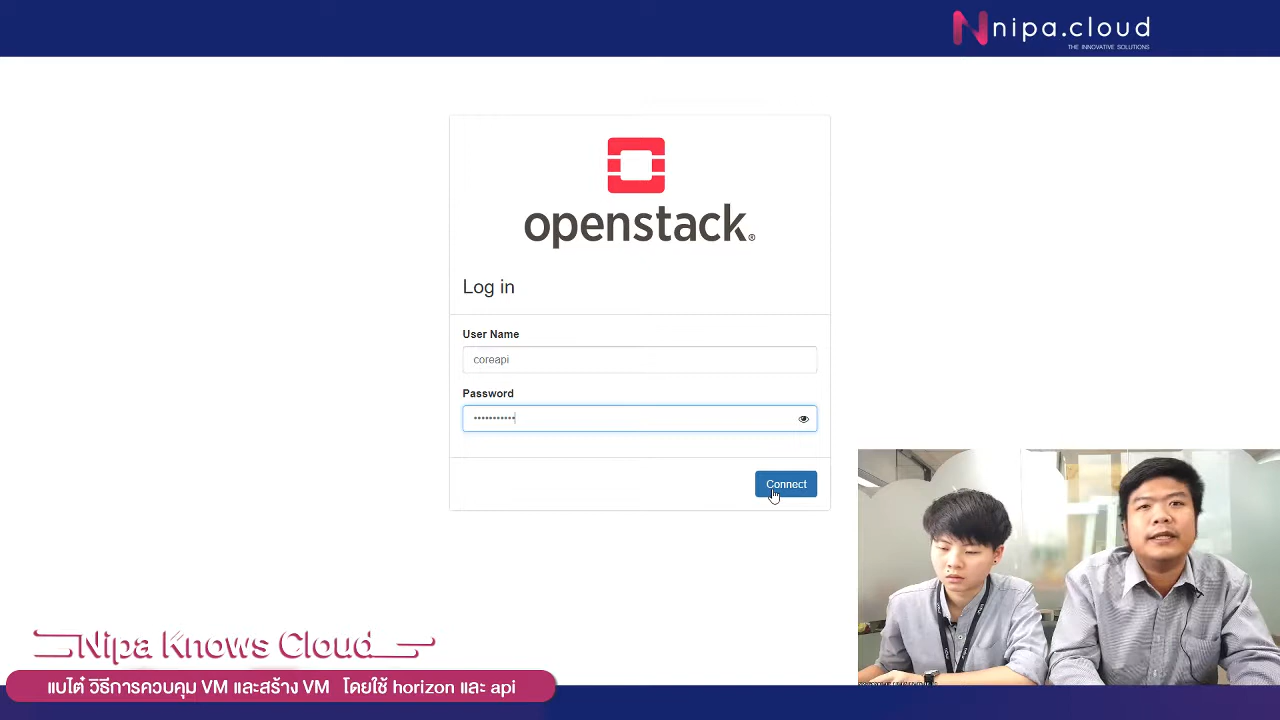 nipa.cloud
THE INNOVATIVE SOLUTIONS
openstack®
Log in
User Name
coreapi
Password
Connect
Nipa Knows Cloud
แบไต๋ วิธีการควบคุม VM และสร้าง VM โดยใช้ horizon และ api